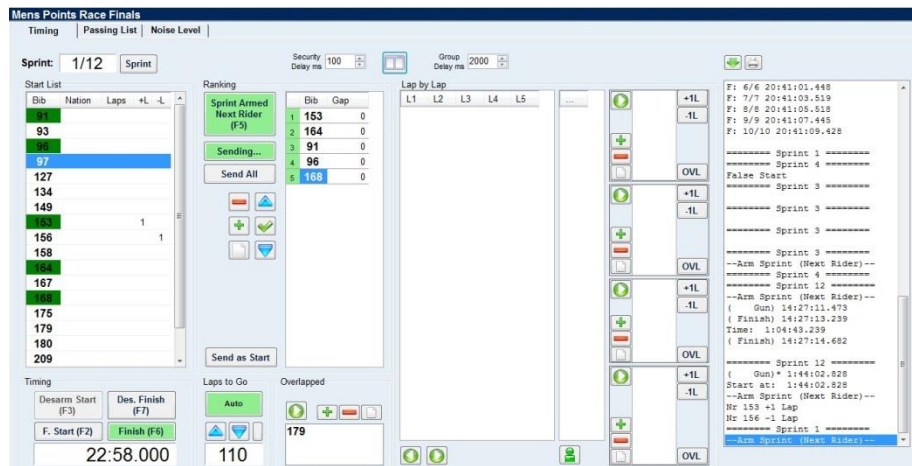 Mens Points Race Finals
Timing Passing List Noise Level
Sprint: 1/12 Sprint
Security Delay ms 100
Group Delay ms 2000
Start List
Bib Nation Laps +L -L
91
93
96
97
127
134
149
153 1
156 1
158
164
167
168
175
179
180
209
Ranking
Sprint Armed
Next Rider
(F5)
Sending...
Send All
Send as Start
Bib Gap
1 153 0
2 164 0
3 91 0
4 96 0
5 168 0
Lap by Lap
L1 L2 L3 L4 L5
...
+1L
-1L
OVL
+1L
-1L
OVL
+1L
-1L
OVL
+1L
-1L
OVL
Timing
Desarm Start
(F3)
Des. Finish
(F7)
F. Start (F2)
Finish (F6)
22:58.000
Laps to Go
Auto
110
Overlapped
179
F: 6/6 20:41:01.448
F: 7/7 20:41:03.519
F: 8/8 20:41:05.518
F: 9/9 20:41:07.445
F: 10/10 20:41:09.428
======== Sprint 1 ========
======== Sprint 4 ========
False Start
======== Sprint 3 ========
======== Sprint 3 ========
======== Sprint 3 ========
======== Sprint 3 ========
--Arm Sprint (Next Rider)--
======== Sprint 4 ========
======== Sprint 12 ========
--Arm Sprint (Next Rider)--
( Gun) 14:27:11.473
( Finish) 14:27:13.239
Time: 1:04:43.239
( Finish) 14:27:14.682
======== Sprint 12 ========
( Gun)* 1:44:02.828
Start at: 1:44:02.828
--Arm Sprint (Next Rider)--
Nr 153 +1 Lap
Nr 156 -1 Lap
======== Sprint 1 ========
--Arm Sprint (Next Rider)--